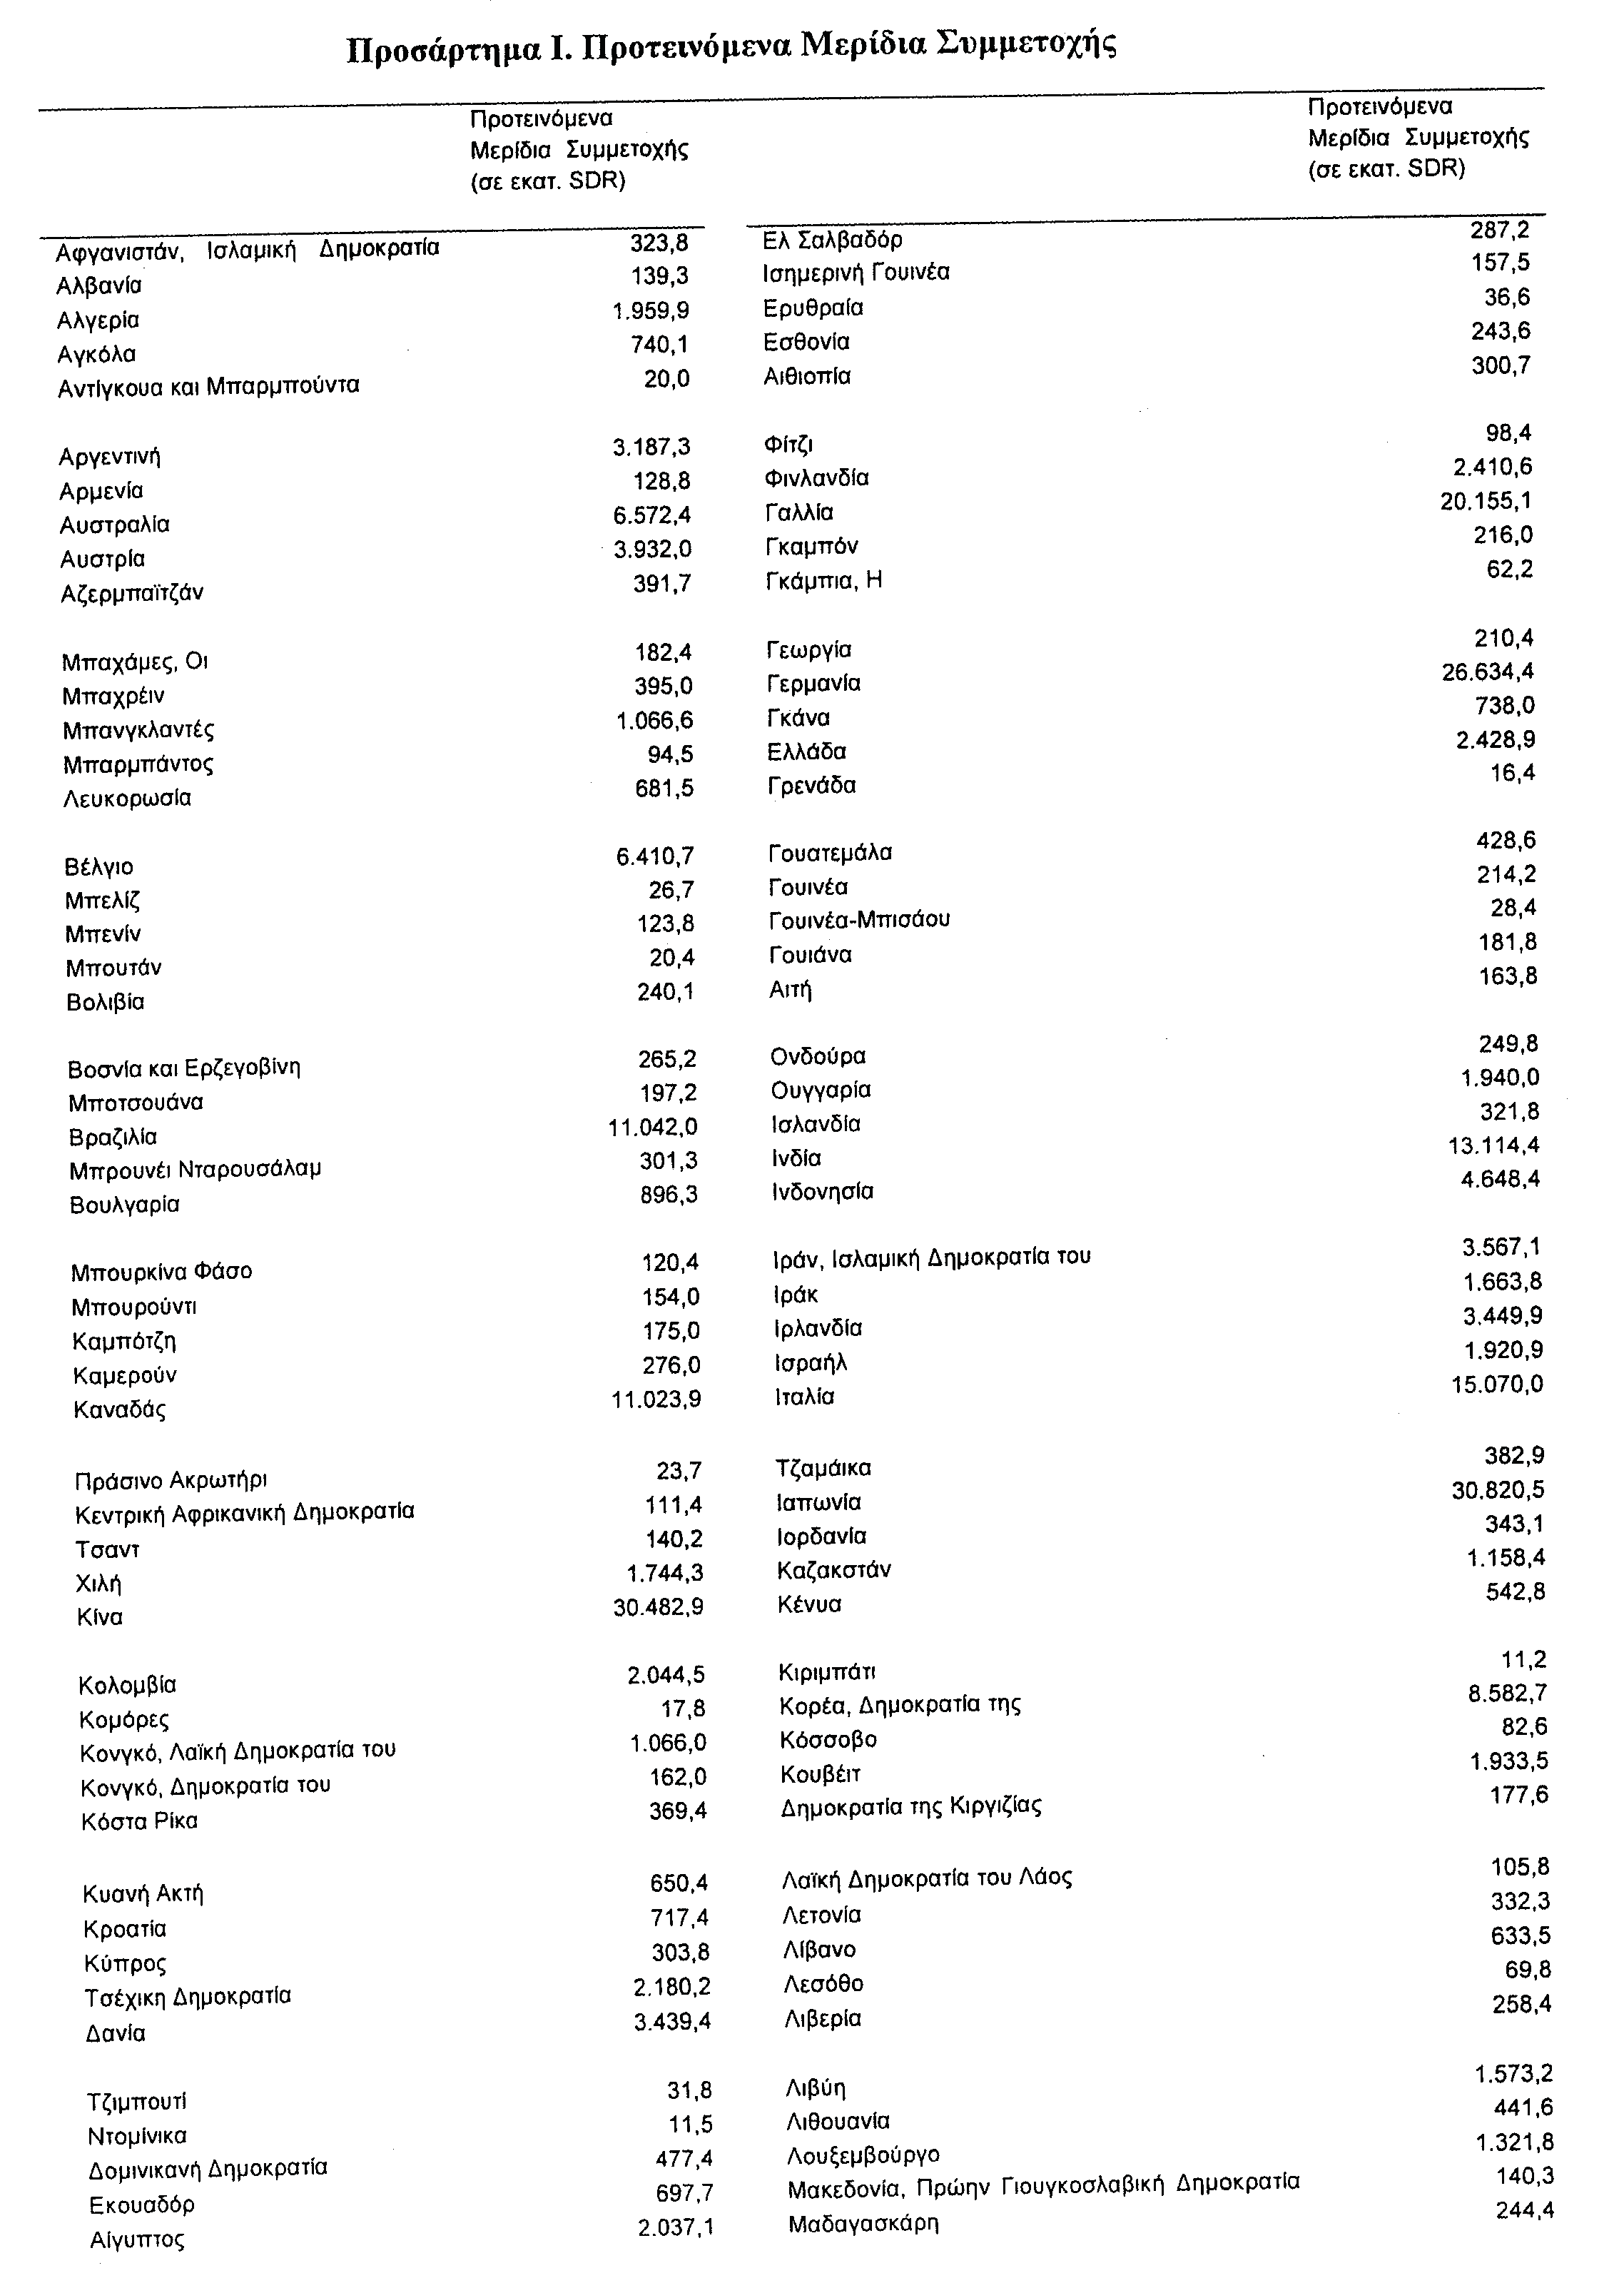 Προσάρτημα Ι. Προτεινόμενα Μερίδια Συμμετοχής
Προτεινόμενα
Μερίδια Συμμετοχής
(σε εκατ. SDR)
Προτεινόμενα
Μερίδια Συμμετοχής
(σε εκατ. SDR)
Αφγανιστάν, Ισλαμική Δημοκρατία 323,8 Ελ Σαλβαδόρ 287,2
Αλβανία 139,3 Ισημερινή Γουινέα 157,5
Αλγερία 1.959,9 Ερυθραία 36,6
Αγκόλα 740,1 Εσθονία 243,6
Αντίγκουα και Μπαρμπούντα 20,0 Αιθιοπία 300,7
Αργεντινή 3.187,3 Φίτζι 98,4
Αρμενία 128,8 Φινλανδία 2.410,6
Αυστραλία 6.572,4 Γαλλία 20.155,1
Αυστρία 3.932,0 Γκαμπόν 216,0
Αζερμπαϊτζάν 391,7 Γκάμπια, Η 62,2
Μπαχάμες, Οι 182,4 Γεωργία 210,4
Μπαχρέιν 395,0 Γερμανία 26.634,4
Μπανγκλαντές 1.066,6 Γκάνα 738,0
Μπαρμπάντος 94,5 Ελλάδα 2.428,9
Λευκορωσία 681,5 Γρενάδα 16,4
Βέλγιο 6.410,7 Γουατεμάλα 428,6
Μπελίζ 26,7 Γουινέα 214,2
Μπενίν 123,8 Γουινέα-Μπισάου 28,4
Μπουτάν 20,4 Γουιάνα 181,8
Βολιβία 240,1 Αιτή 163,8
Βοσνία και Ερζεγοβίνη 265,2 Ονδούρα 249,8
Μποτσουάνα 197,2 Ουγγαρία 1.940,0
Βραζιλία 11.042,0 Ισλανδία 321,8
Μπρουνέι Νταρουσάλαμ 301,3 Ινδία 13.114,4
Βουλγαρία 896,3 Ινδονησία 4.648,4
Μπουρκίνα Φάσο 120,4 Ιράν, Ισλαμική Δημοκρατία του 3.567,1
Μπουρούντι 154,0 Ιράκ 1.663,8
Καμπότζη 175,0 Ιρλανδία 3.449,9
Καμερούν 276,0 Ισραήλ 1.920,9
Καναδάς 11.023,9 Ιταλία 15.070,0
Πράσινο Ακρωτήρι 23,7 Τζαμάικα 382,9
Κεντρική Αφρικανική Δημοκρατία 111,4 Ιαπωνία 30.820,5
Τσαντ 140,2 Ιορδανία 343,1
Χιλή 1.744,3 Καζακστάν 1.158,4
Κίνα 30.482,9 Κένυα 542,8
Κολομβία 2.044,5 Κιριμπάτι 11,2
Κομόρες 17,8 Κορέα, Δημοκρατία της 8.582,7
Κονγκό, Λαϊκή Δημοκρατία του 1.066,0 Κόσσοβο 82,6
Κονγκό, Δημοκρατία του 162,0 Κουβέιτ 1.933,5
Κόστα Ρίκα 369,4 Δημοκρατία της Κιργιζίας 177,6
Κυανή Ακτή 650,4 Λαϊκή Δημοκρατία του Λάος 105,8
Κροατία 717,4 Λετονία 332,3
Κύπρος 303,8 Λίβανο 633,5
Τσέχικη Δημοκρατία 2.180,2 Λεσόθο 69,8
Δανία 3.439,4 Λιβερία 258,4
Τζιμπουτί 31,8 Λιβύη 1.573,2
Ντομίνικα 11,5 Λιθουανία 441,6
Δομινικανή Δημοκρατία 477,4 Λουξεμβούργο 1.321,8
Εκουαδόρ 697,7 Μακεδονία, Πρώην Γιουγκοσλαβική Δημοκρατία 140,3
Αίγυπτος 2.037,1 Μαδαγασκάρη 244,4